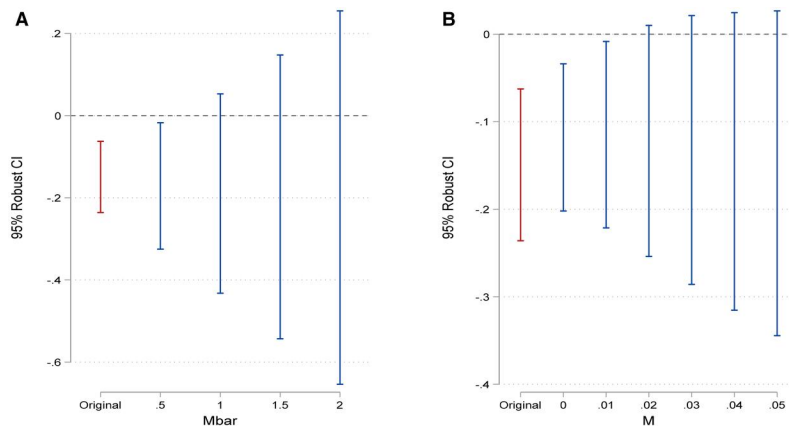 A
95% Robust CI
.2
0
-.2
-.4
-.6
Original .5 1 1.5 2
Mbar
B
95% Robust CI
0
-.1
-.2
-.3
-.4
Original 0 .01 .02 .03 .04 .05
M